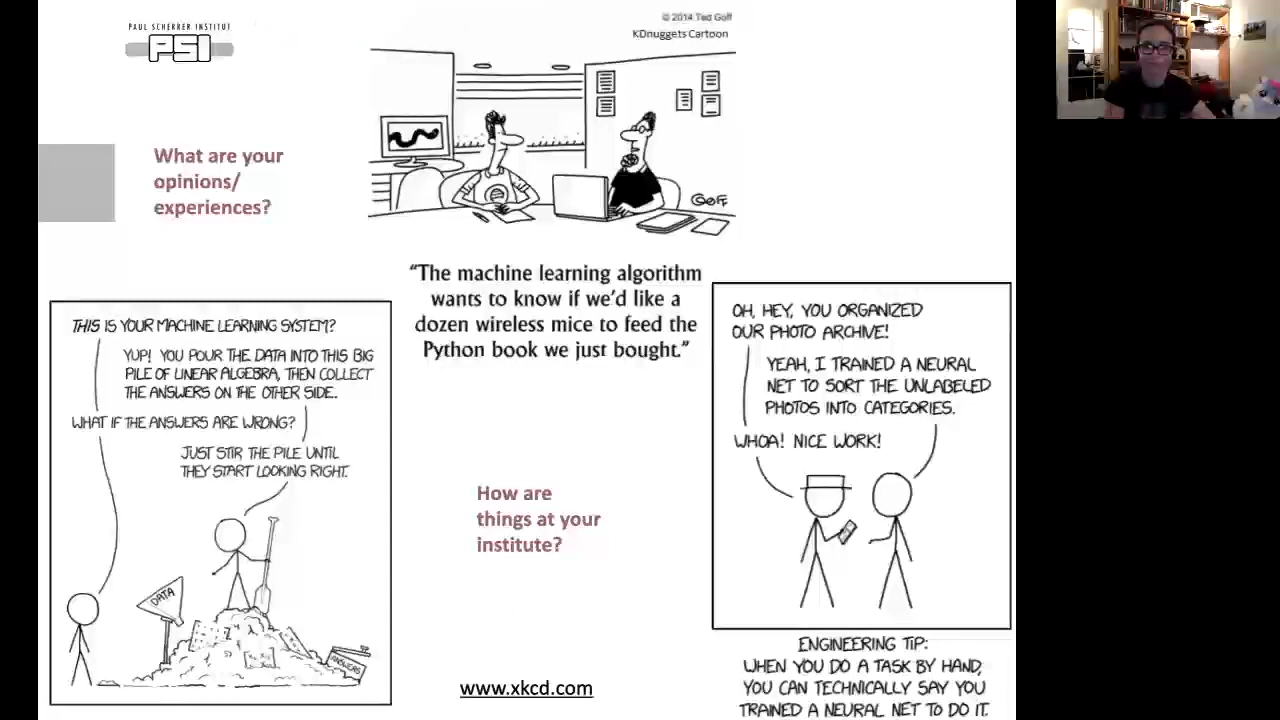 PAUL SCHERRER INSTITUT
PSI
© 2014 Ted Goff
KDnuggets Cartoon
What are your
opinions/
experiences?
GOFF
“The machine learning algorithm
wants to know if we’d like a
dozen wireless mice to feed the
Python book we just bought.”
THIS IS YOUR MACHINE LEARNING SYSTEM?
YUP! YOU POUR THE DATA INTO THIS BIG
PILE OF LINEAR ALGEBRA, THEN COLLECT
THE ANSWERS ON THE OTHER SIDE.
WHAT IF THE ANSWERS ARE WRONG?
JUST STIR THE PILE UNTIL
THEY START LOOKING RIGHT.
DATA
ANSWERS
How are
things at your
institute?
www.xkcd.com
OH, HEY, YOU ORGANIZED
OUR PHOTO ARCHIVE!
YEAH, I TRAINED A NEURAL
NET TO SORT THE UNLABELED
PHOTOS INTO CATEGORIES.
WHOA! NICE WORK!
ENGINEERING TIP:
WHEN YOU DO A TASK BY HAND,
YOU CAN TECHNICALLY SAY YOU
TRAINED A NEURAL NET TO DO IT.